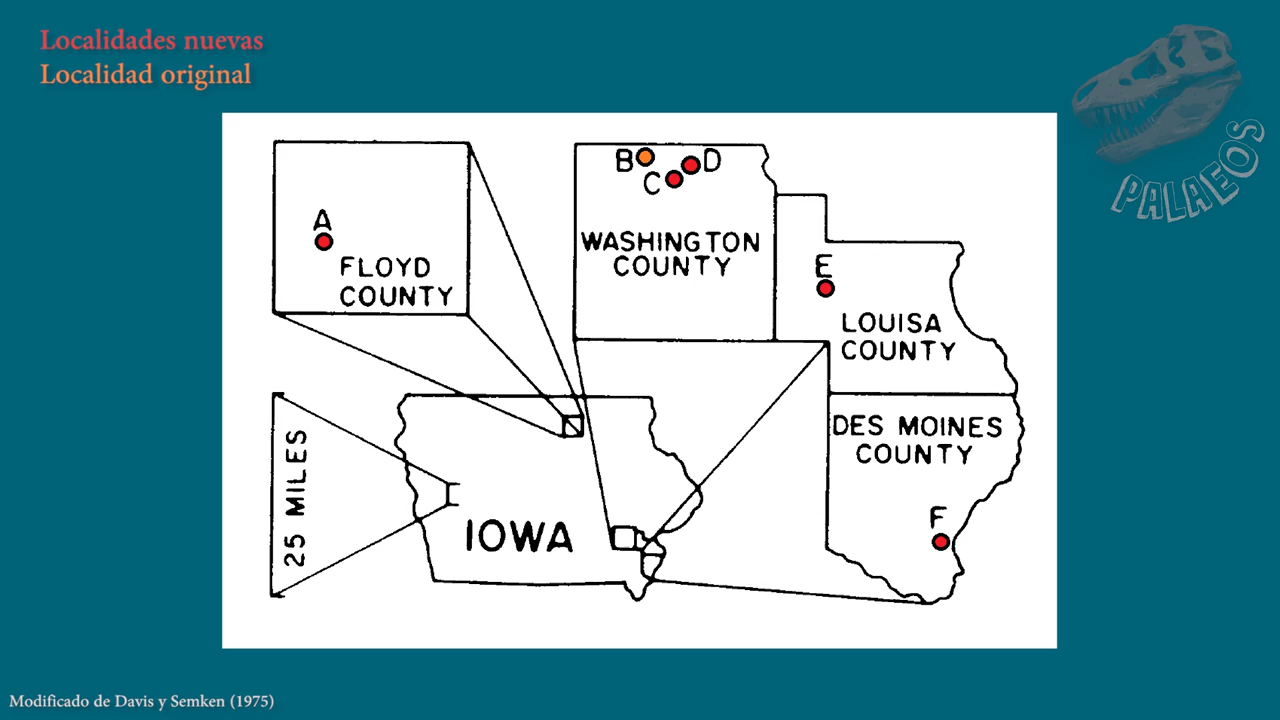 Localidades nuevas
Localidad original
PALAEOS
A
FLOYD
COUNTY
B
C
D
WASHINGTON
COUNTY
E
LOUISA
COUNTY
DES MOINES
COUNTY
F
25 MILES
IOWA
Modificado de Davis y Semken (1975)